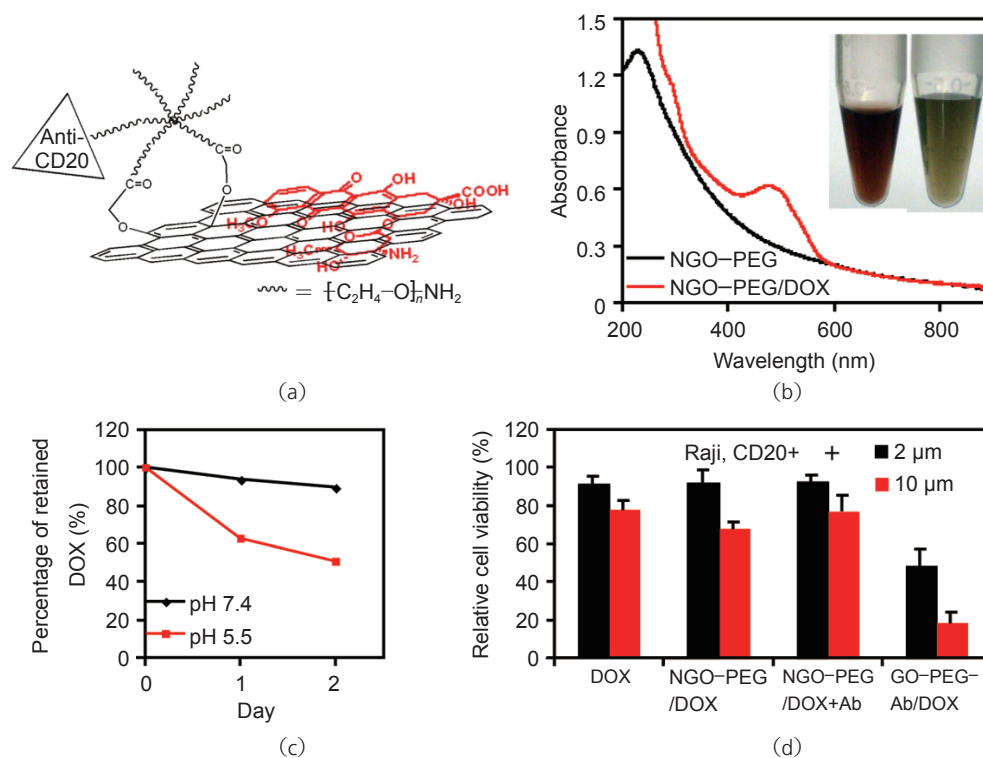 Anti-
CD20
C=O
C=O
O
O
O
OH
COOH
OH
H₃CO
O
HO
O
O
H₃C
HO
NH₂
= [C₂H₄–O]ₙNH₂
(a)
Absorbance
1.5
1.2
0.9
0.6
0.3
0
NGO–PEG
NGO–PEG/DOX
200
400
600
800
Wavelength (nm)
(b)
Percentage of retained
DOX (%)
120
100
80
60
40
20
0
pH 7.4
pH 5.5
0
1
2
Day
(c)
Relative cell viability (%)
120
100
80
60
40
20
0
Raji, CD20+ +
2 μm
10 μm
DOX
NGO–PEG
/DOX
NGO–PEG
/DOX+Ab
GO–PEG–
Ab/DOX
(d)